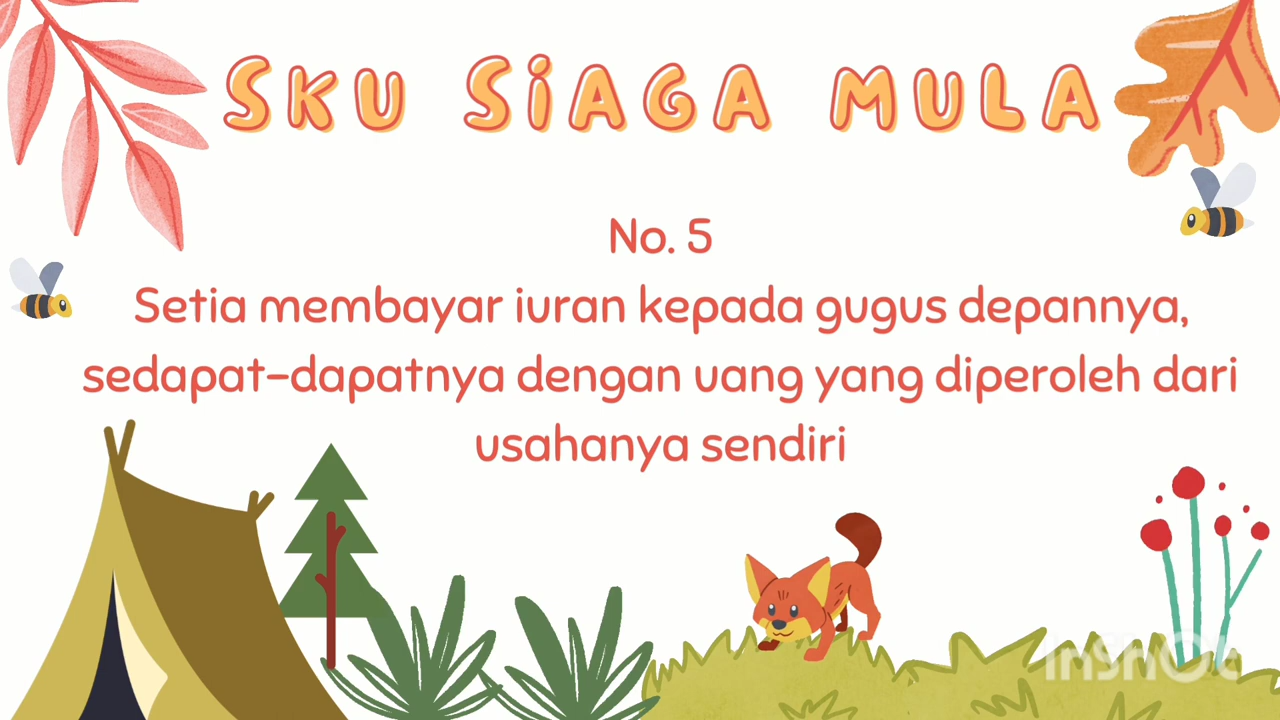 SKU SIAGA MULA
No. 5
Setia membayar iuran kepada gugus depannya,
sedapat-dapatnya dengan uang yang diperoleh dari
usahanya sendiri
InShOt